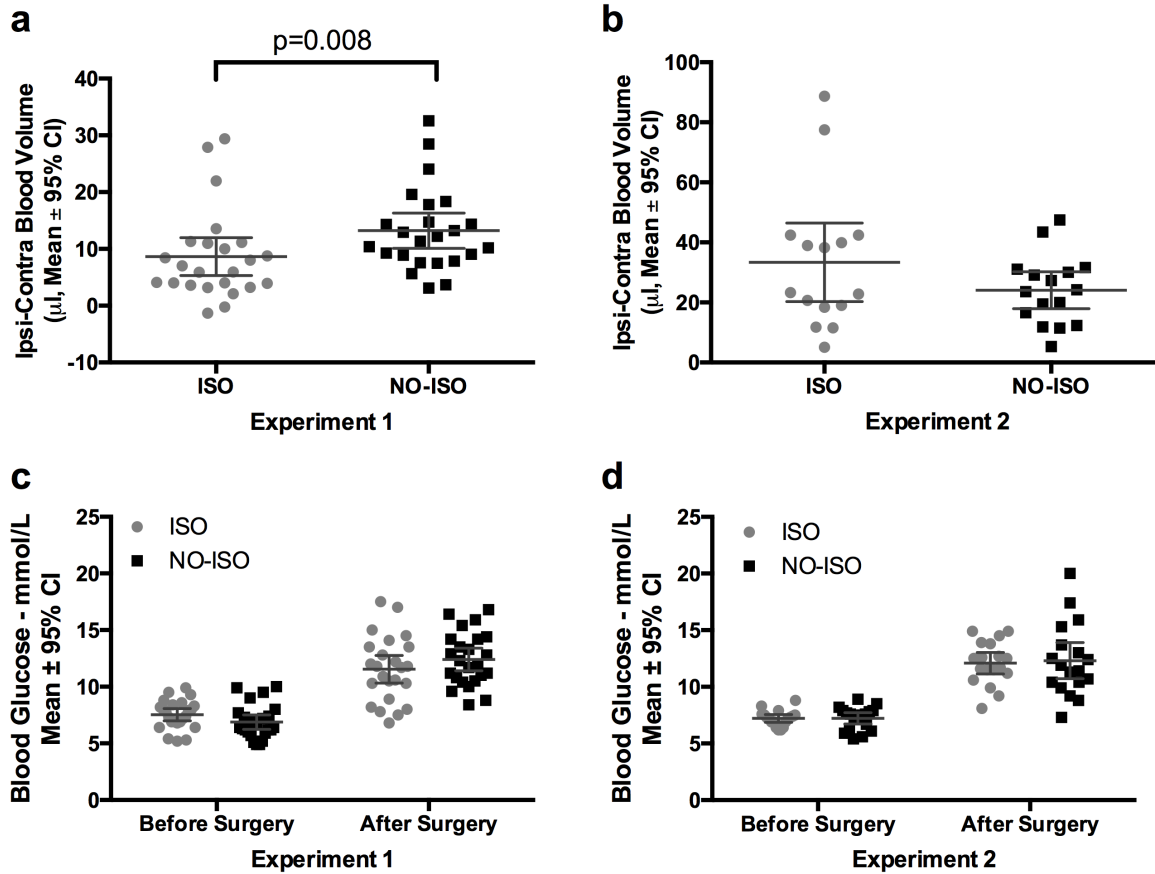 a
p=0.008
Ipsi-Contra Blood Volume
(µl, Mean ± 95% CI)
40
30
20
10
0
-10
ISO
NO-ISO
Experiment 1
b
Ipsi-Contra Blood Volume
(µl, Mean ± 95% CI)
100
80
60
40
20
0
ISO
NO-ISO
Experiment 2
c
Blood Glucose - mmol/L
Mean ± 95% CI
25
20
15
10
5
0
ISO
NO-ISO
Before Surgery
After Surgery
Experiment 1
d
Blood Glucose - mmol/L
Mean ± 95% CI
25
20
15
10
5
0
ISO
NO-ISO
Before Surgery
After Surgery
Experiment 2